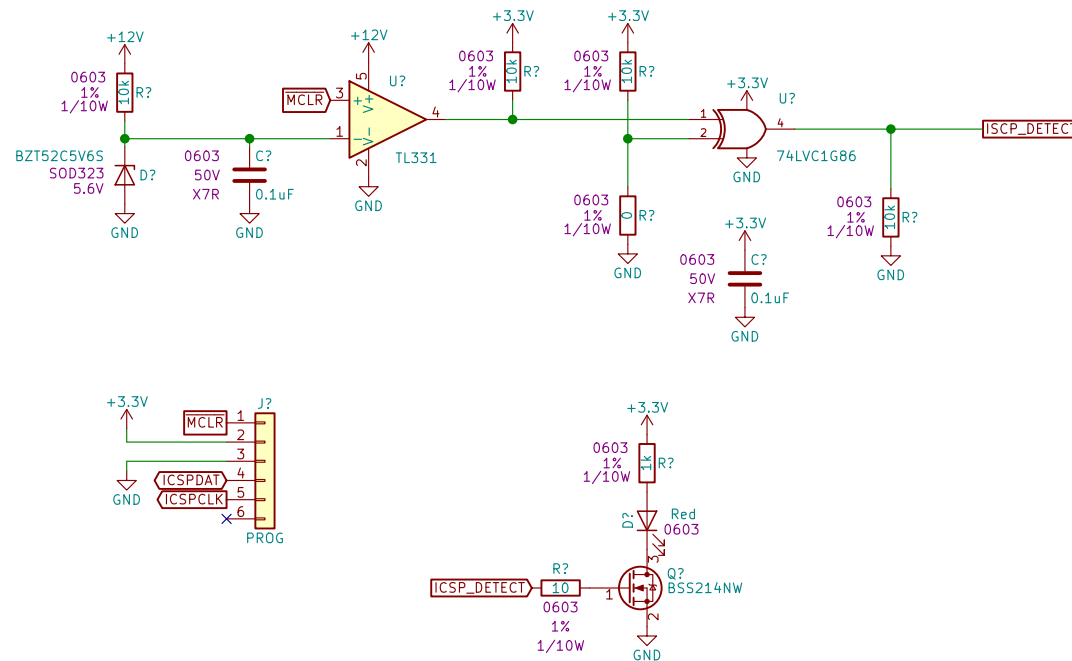 +12V
0603
1%
1/10W
10k
R?
BZT52C5V6S
SOD323
5.6V
D?
GND
0603
50V
X7R
C?
0.1uF
GND
+12V
U?
MCLR
3
1
5
2
4
+
V+
V-
−
TL331
GND
+3.3V
0603
1%
1/10W
10k
R?
+3.3V
0603
1%
1/10W
10k
R?
0603
1%
1/10W
0
R?
GND
+3.3V
U?
1
2
4
74LVC1G86
GND
+3.3V
0603
50V
X7R
C?
0.1uF
GND
ISCP_DETECT
0603
1%
1/10W
10k
R?
GND
+3.3V
J?
MCLR
1
2
3
ICSPDAT
4
ICSPCLK
5
6
GND
PROG
+3.3V
0603
1%
1/10W
1k
R?
D?
Red
0603
ICSP_DETECT
R?
10
0603
1%
1/10W
1
3
2
Q?
BSS214NW
GND